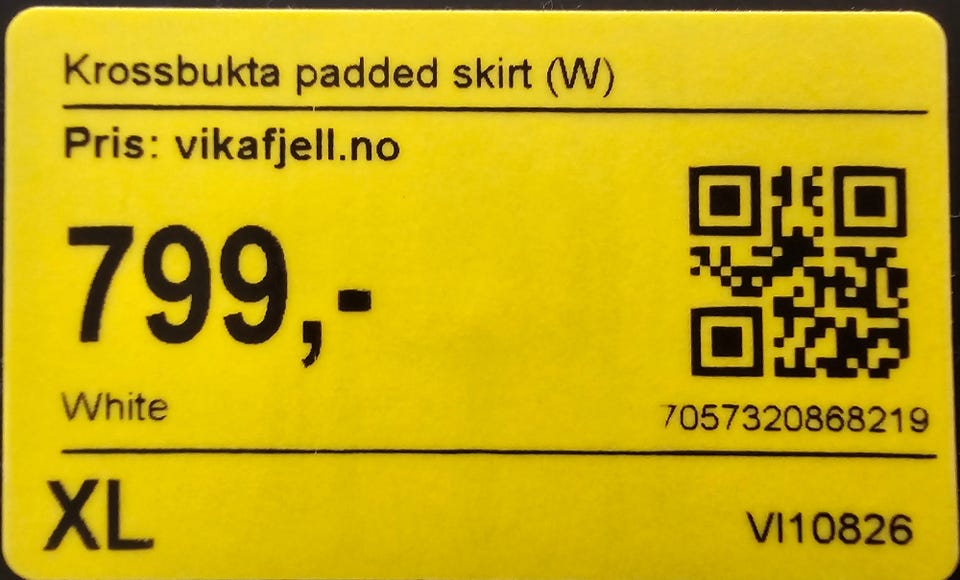 Krossbukta padded skirt (W)
Pris: vikafjell.no
799,-
White
7057320868219
XL
VI10826